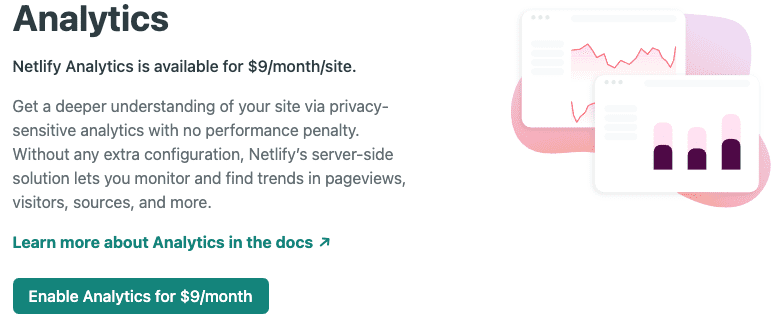 Analytics
Netlify Analytics is available for $9/month/site.
Get a deeper understanding of your site via privacy-
sensitive analytics with no performance penalty.
Without any extra configuration, Netlify’s server-side
solution lets you monitor and find trends in pageviews,
visitors, sources, and more.
Learn more about Analytics in the docs ↗
Enable Analytics for $9/month